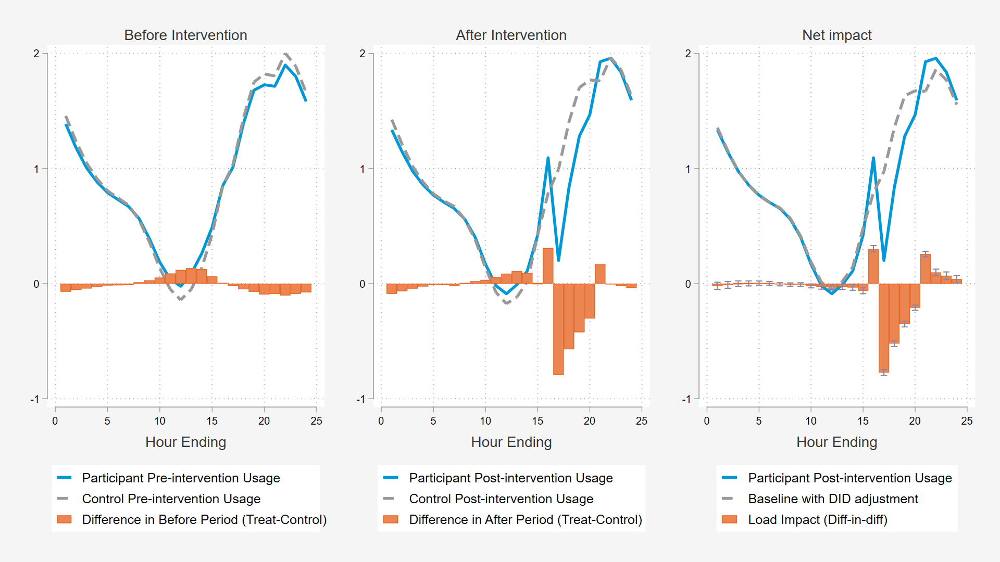 Before Intervention
2
1
0
-1
0 5 10 15 20 25
Hour Ending
Participant Pre-intervention Usage
Control Pre-intervention Usage
Difference in Before Period (Treat-Control)
After Intervention
2
1
0
-1
0 5 10 15 20 25
Hour Ending
Participant Post-intervention Usage
Control Post-intervention Usage
Difference in After Period (Treat-Control)
Net impact
2
1
0
-1
0 5 10 15 20 25
Hour Ending
Participant Post-intervention Usage
Baseline with DID adjustment
Load Impact (Diff-in-diff)